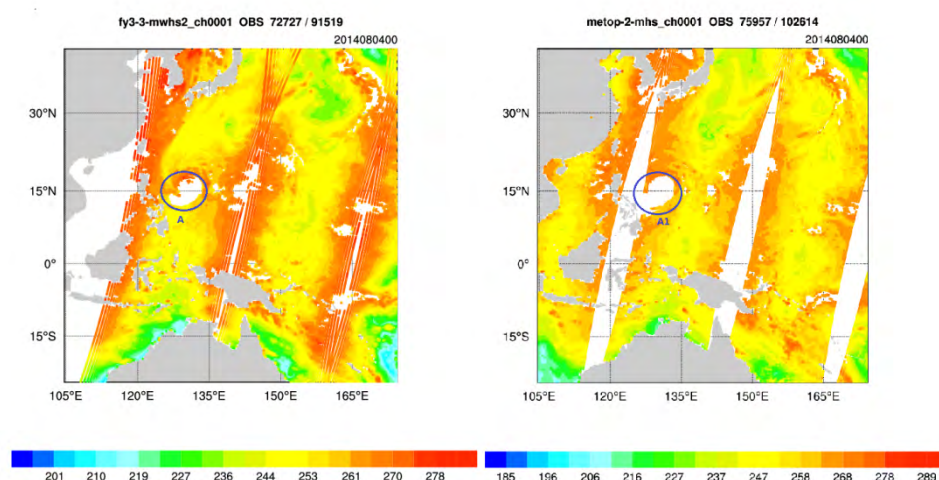 fy3-3-mwhs2_ch0001 OBS 72727 / 91519
2014080400
30°N
15°N
0°
15°S
A
105°E 120°E 135°E 150°E 165°E
201 210 219 227 236 244 253 261 270 278
metop-2-mhs_ch0001 OBS 75957 / 102614
2014080400
30°N
15°N
0°
15°S
A1
105°E 120°E 135°E 150°E 165°E
185 196 206 216 227 237 247 258 268 278 289